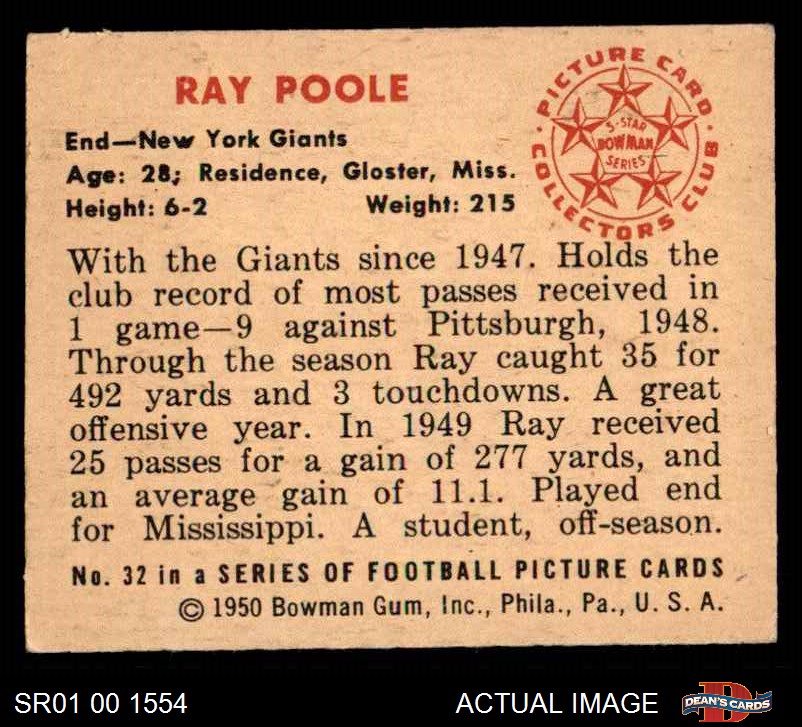 RAY POOLE
PICTURE CARD
COLLECTORS CLUB
5-STAR
BOWMAN
SERIES
End—New York Giants
Age: 28; Residence, Gloster, Miss.
Height: 6-2 Weight: 215
With the Giants since 1947. Holds the
club record of most passes received in
1 game—9 against Pittsburgh, 1948.
Through the season Ray caught 35 for
492 yards and 3 touchdowns. A great
offensive year. In 1949 Ray received
25 passes for a gain of 277 yards, and
an average gain of 11.1. Played end
for Mississippi. A student, off-season.
No. 32 in a SERIES OF FOOTBALL PICTURE CARDS
© 1950 Bowman Gum, Inc., Phila., Pa., U. S. A.
SR01 00 1554 ACTUAL IMAGE
D
DEAN'S CARDS